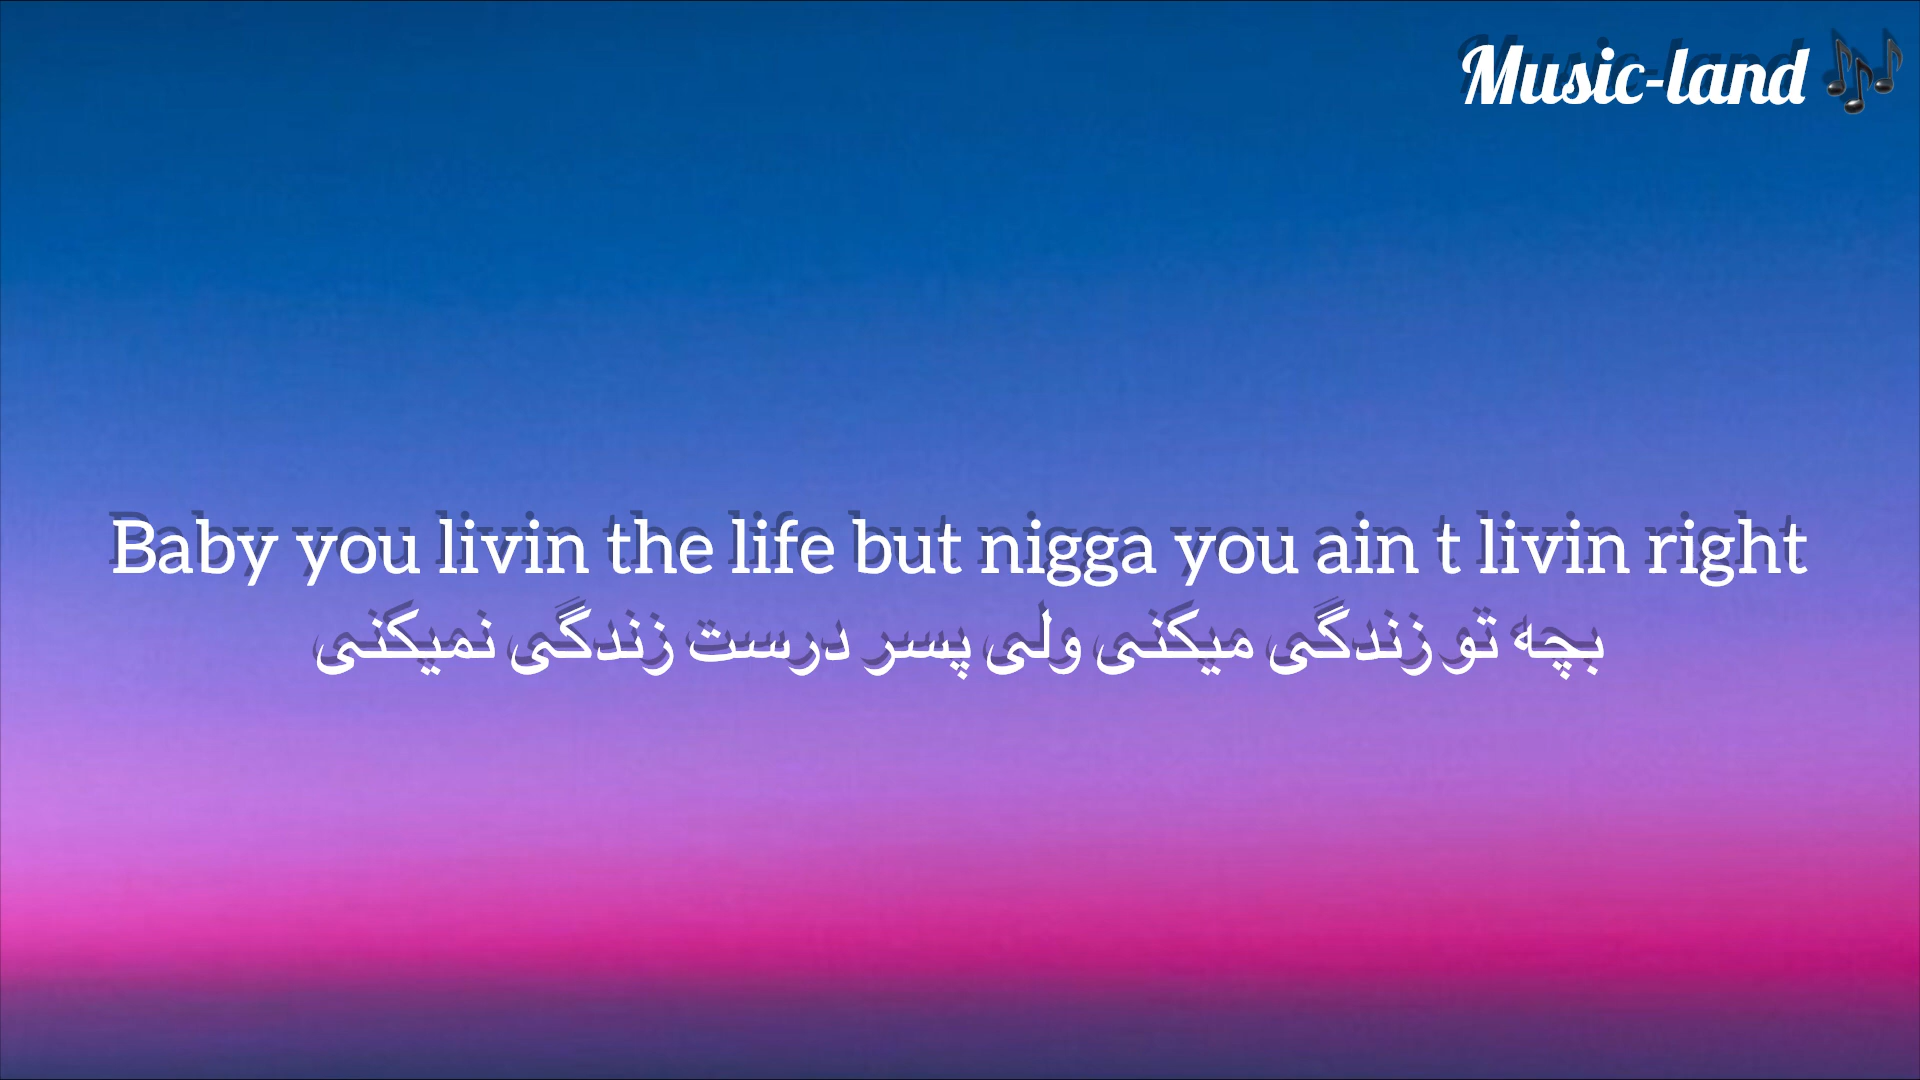 Music-land 🎶
Baby you livin the life but nigga you ain t livin right
بچه تو زندگی میکنی ولی پسر درست زندگی نمیکنی